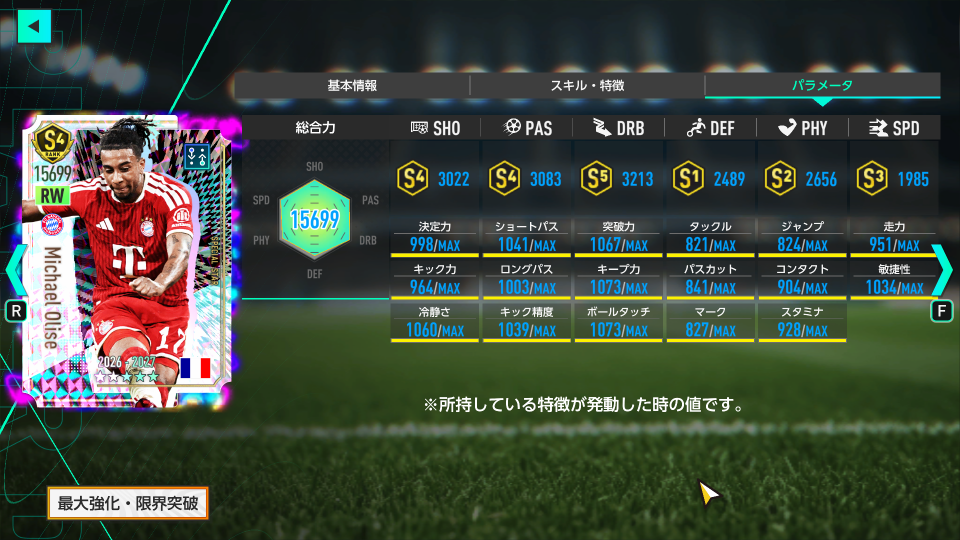 基本情報
スキル・特徴
パラメータ
S4
RANK
15699
RW
Michael Olise
SPECIAL STAR
T
17
2026 - 2027
R
総合力
SHO
SPD
PAS
15699
PHY
DRB
DEF
SHO
PAS
DRB
DEF
PHY
SPD
S4 3022
S4 3083
S5 3213
S1 2489
S2 2656
S3 1985
決定力
ショートパス
突破力
タックル
ジャンプ
走力
998/MAX
1041/MAX
1067/MAX
821/MAX
824/MAX
951/MAX
キック力
ロングパス
キープ力
パスカット
コンタクト
敏捷性
964/MAX
1003/MAX
1073/MAX
841/MAX
904/MAX
1034/MAX
冷静さ
キック精度
ボールタッチ
マーク
スタミナ
1060/MAX
1039/MAX
1073/MAX
827/MAX
928/MAX
F
※所持している特徴が発動した時の値です。
最大強化・限界突破